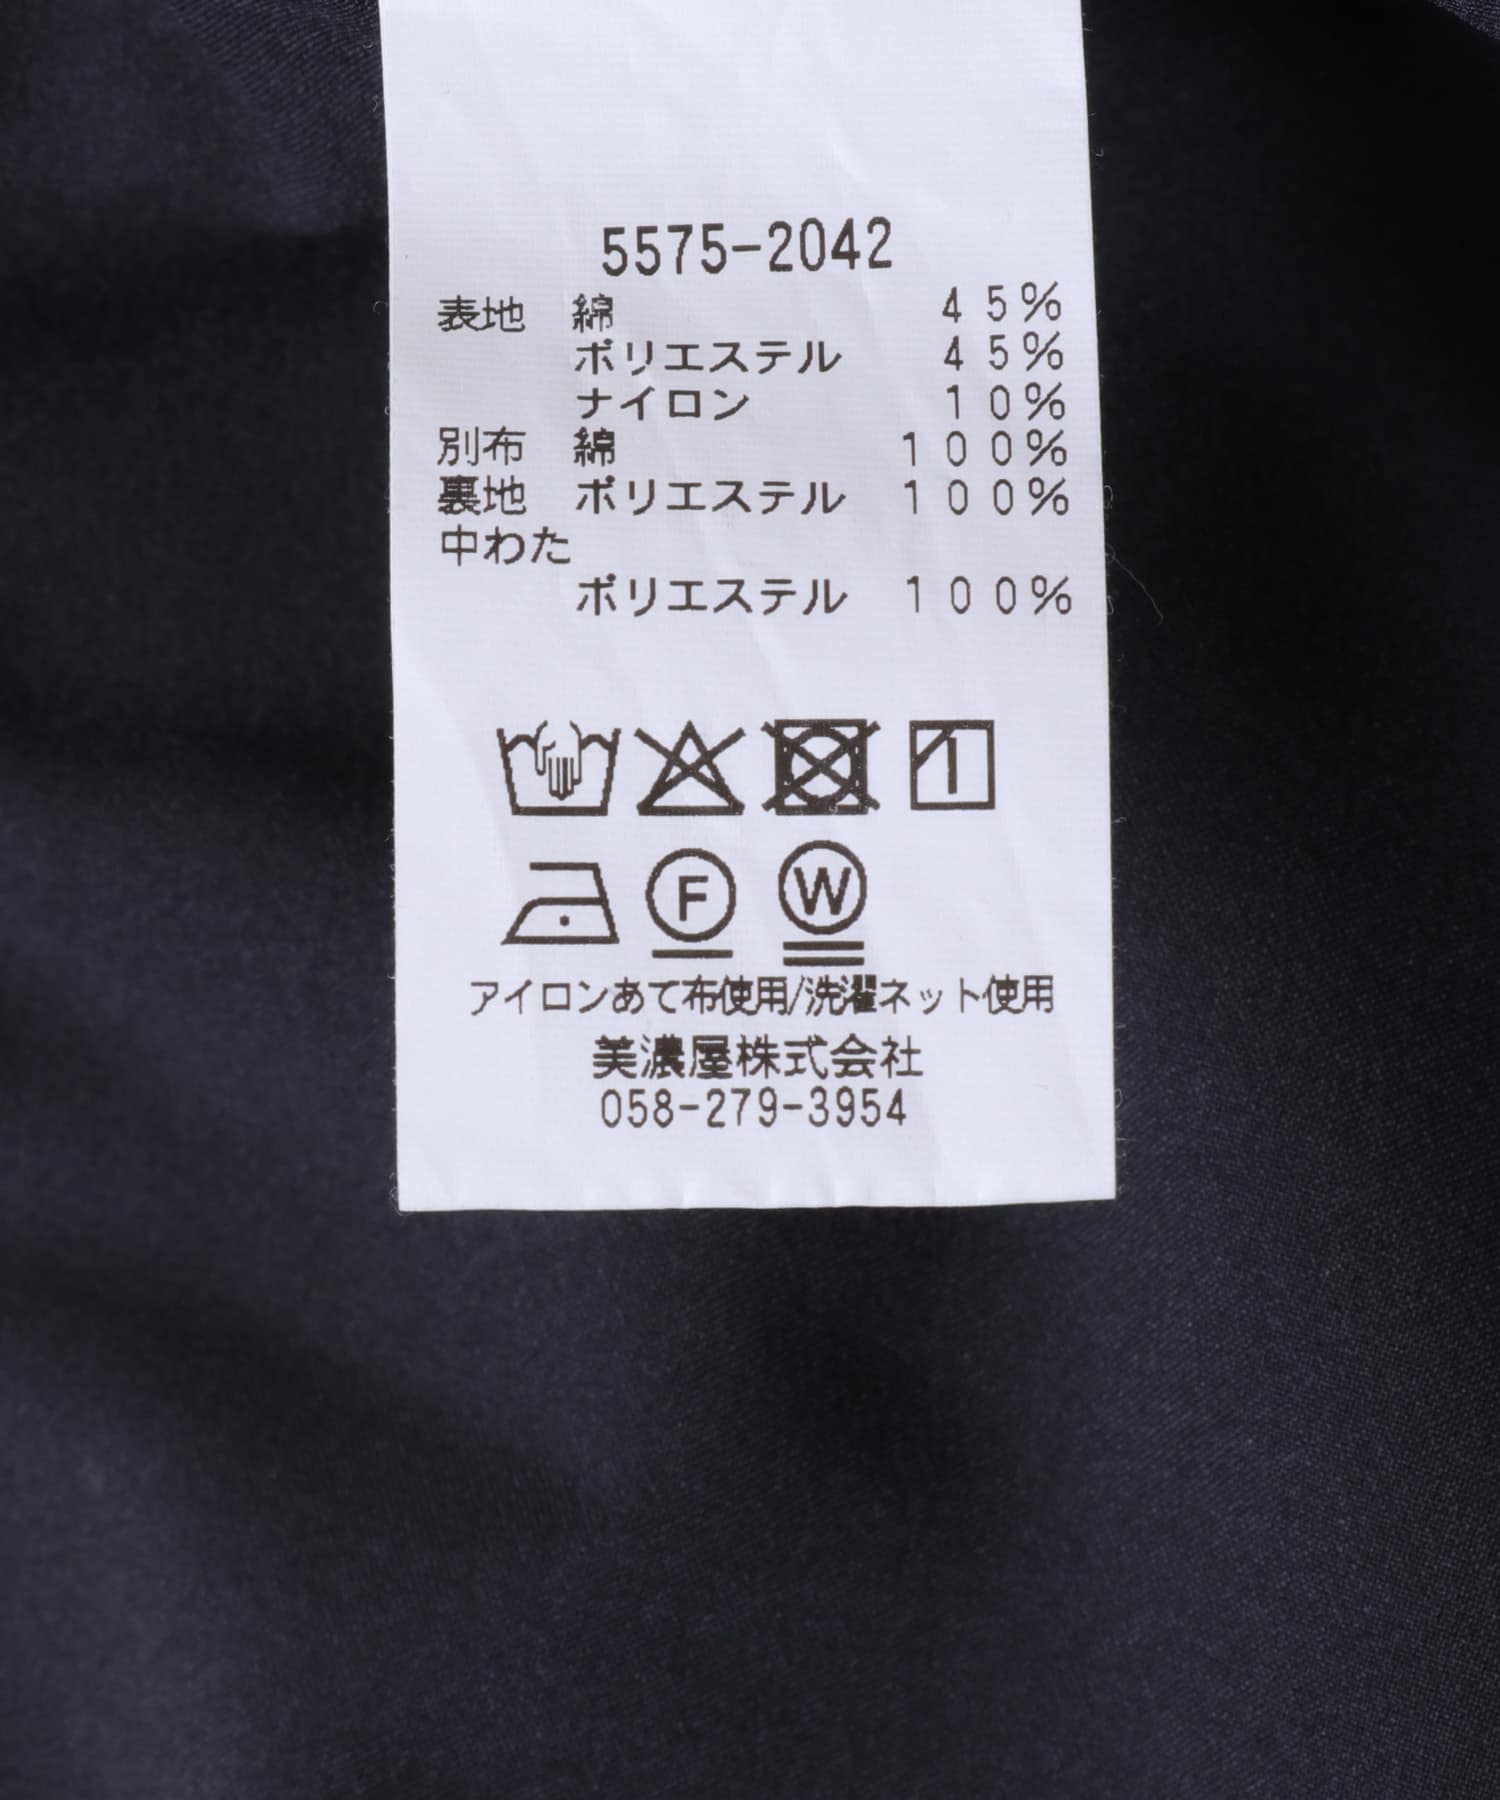 5575-2042
表地 綿 45%
ポリエステル 45%
ナイロン 10%
別布 綿 100%
裏地 ポリエステル 100%
中わた
ポリエステル 100%
F W
アイロンあて布使用/洗濯ネット使用
美濃屋株式会社
058-279-3954